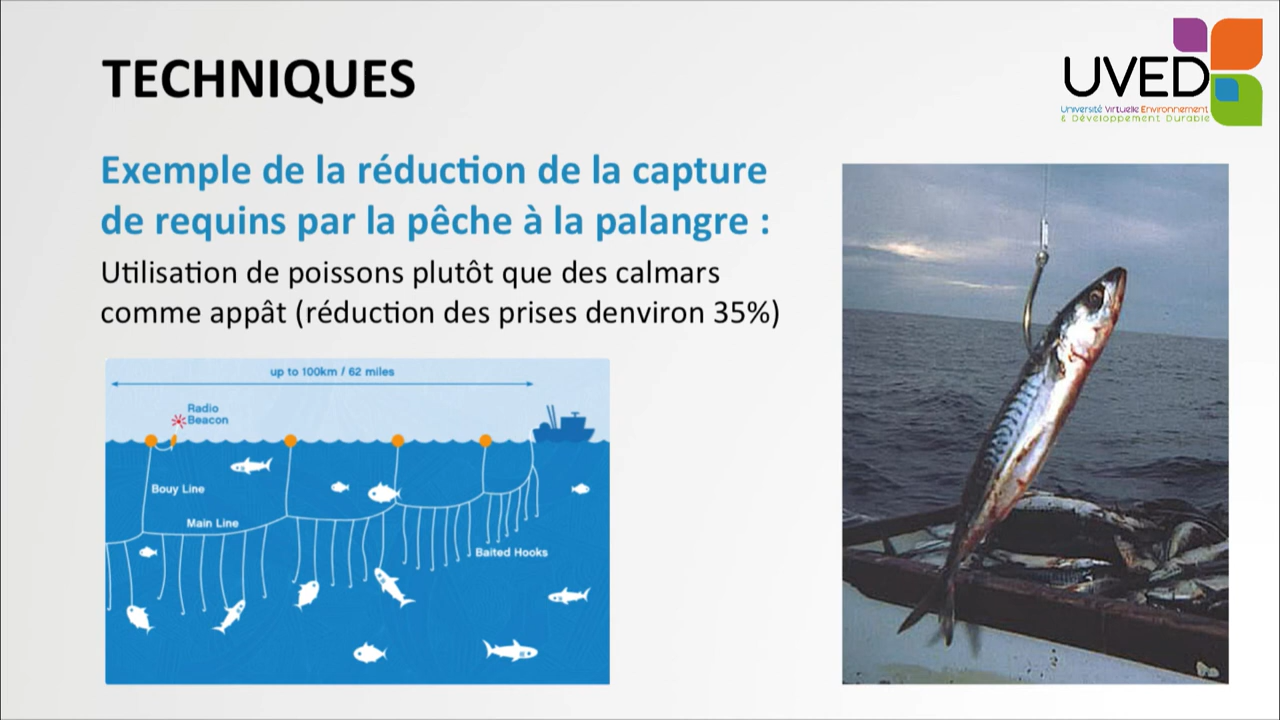 TECHNIQUES
UVED
Université Virtuelle Environnement
& Développement Durable
Exemple de la réduction de la capture
de requins par la pêche à la palangre :
Utilisation de poissons plutôt que des calmars
comme appât (réduction des prises denviron 35%)
up to 100km / 62 miles
Radio
Beacon
Bouy Line
Main Line
Baited Hooks